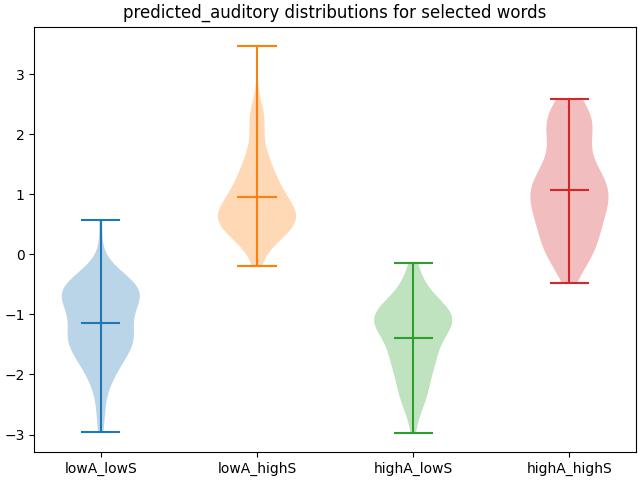 predicted_auditory distributions for selected words
3
2
1
0
−1
−2
−3
lowA_lowS
lowA_highS
highA_lowS
highA_highS